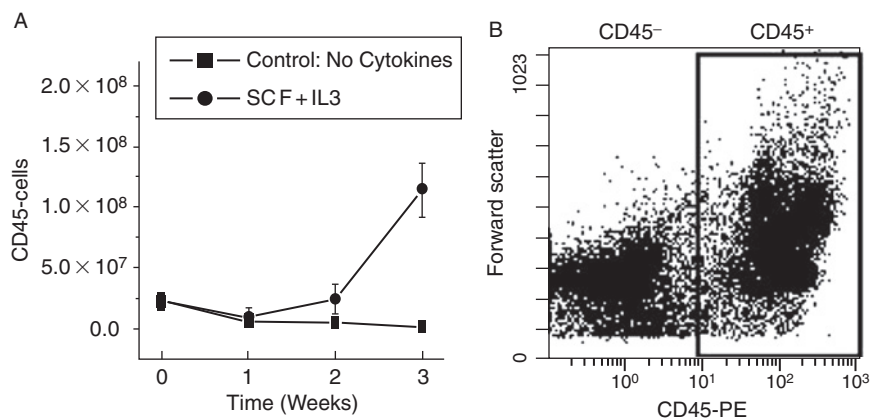 A
Control: No Cytokines
SCF + IL3
2.0 × 10⁸
1.5 × 10⁸
1.0 × 10⁸
5.0 × 10⁷
0.0
CD45-cells
0 1 2 3
Time (Weeks)
B
CD45⁻ CD45⁺
1023
Forward scatter
0
10⁰ 10¹ 10² 10³
CD45-PE